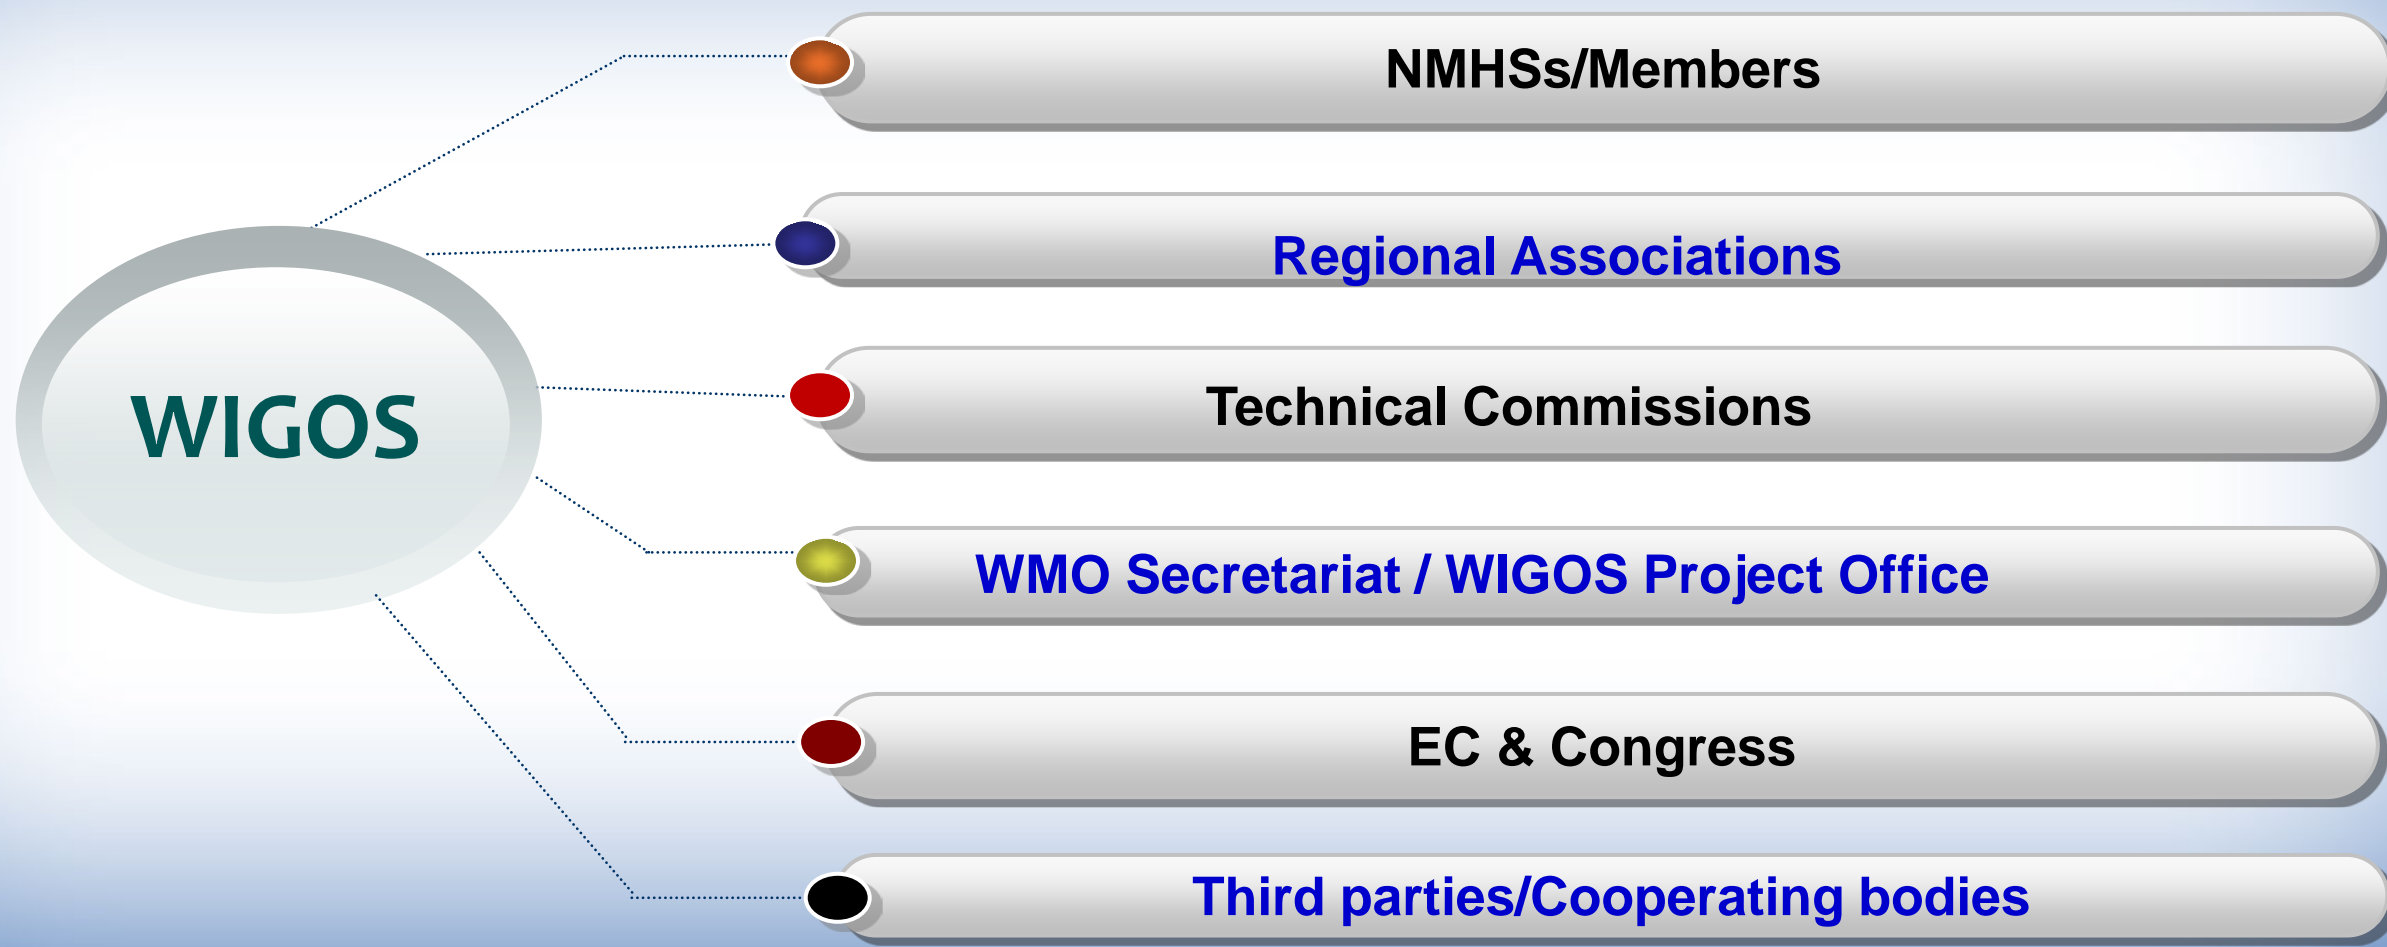 NMHSs/Members
Regional Associations
WIGOS
Technical Commissions
WMO Secretariat / WIGOS Project Office
EC & Congress
Third parties/Cooperating bodies